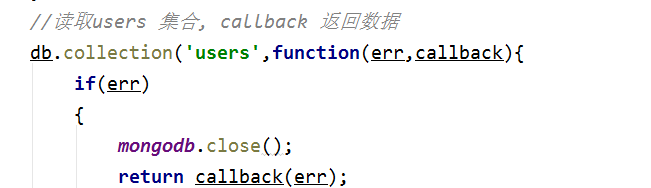 //读取users 集合, callback 返回数据
db.collection('users',function(err,callback){
if(err)
{
mongodb.close();
return callback(err);